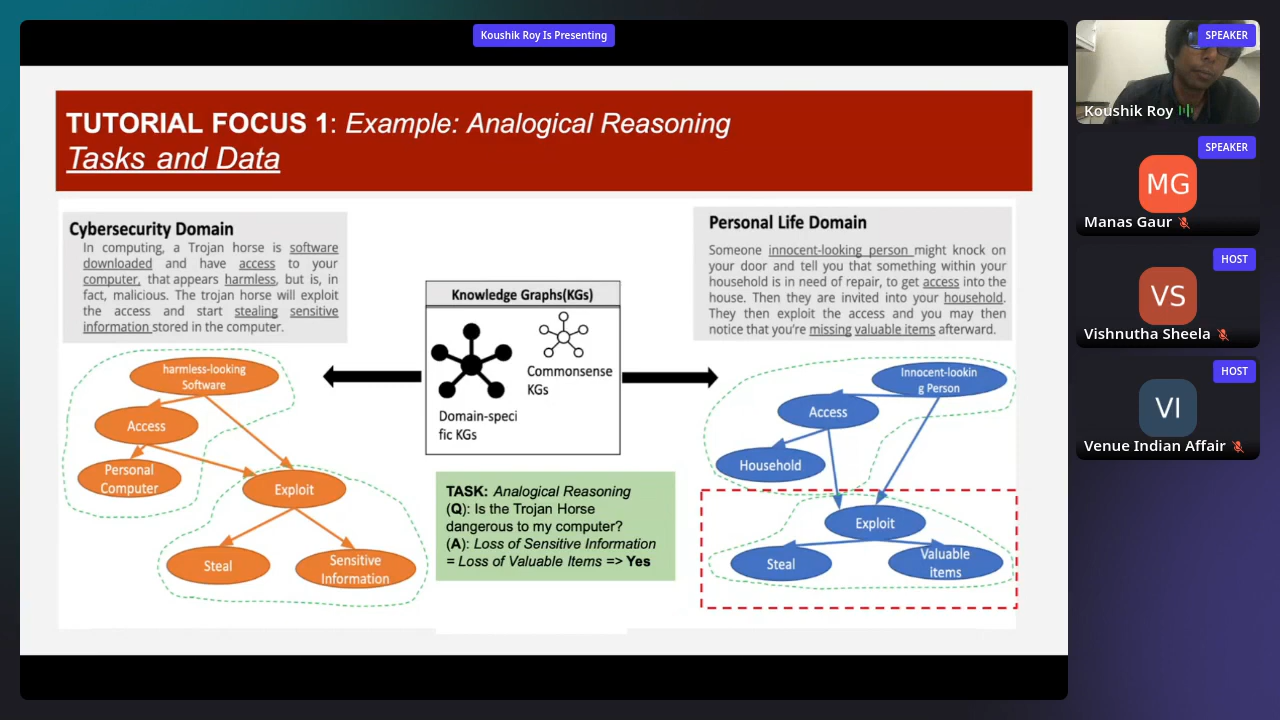 Koushik Roy Is Presenting
TUTORIAL FOCUS 1: Example: Analogical Reasoning
Tasks and Data
Cybersecurity Domain
In computing, a Trojan horse is software
downloaded and have access to your
computer, that appears harmless, but is, in
fact, malicious. The trojan horse will exploit
the access and start stealing sensitive
information stored in the computer.
harmless-looking
Software
Access
Personal
Computer
Exploit
Steal
Sensitive
Information
Knowledge Graphs(KGs)
Commonsense
KGs
Domain-speci
fic KGs
TASK: Analogical Reasoning
(Q): Is the Trojan Horse
dangerous to my computer?
(A): Loss of Sensitive Information
= Loss of Valuable Items => Yes
Personal Life Domain
Someone innocent-looking person might knock on
your door and tell you that something within your
household is in need of repair, to get access into the
house. Then they are invited into your household.
They then exploit the access and you may then
notice that you're missing valuable items afterward.
Innocent-lookin
g Person
Access
Household
Exploit
Steal
Valuable
items
SPEAKER
Koushik Roy
SPEAKER
MG
Manas Gaur
HOST
VS
Vishnutha Sheela
HOST
VI
Venue Indian Affair